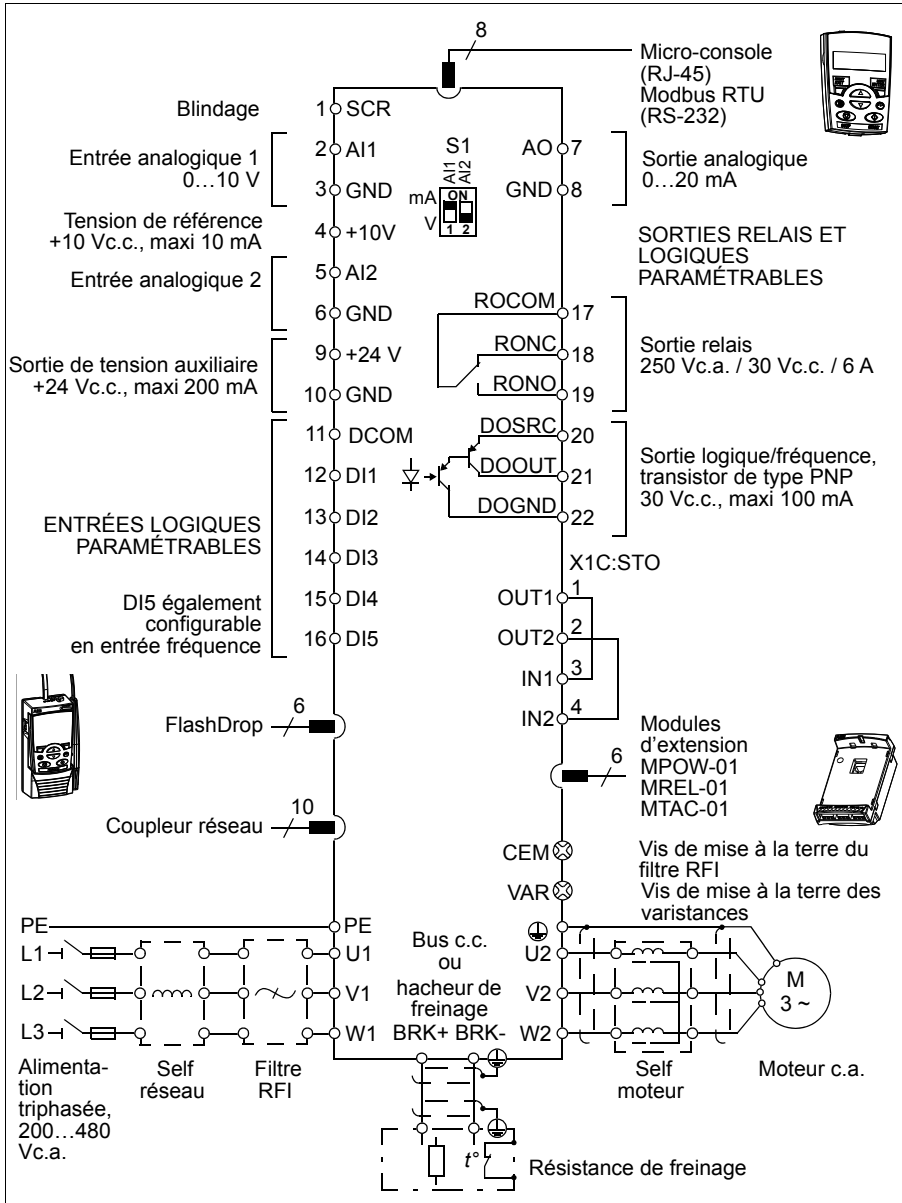 8
Micro-console
(RJ-45)
Modbus RTU
(RS-232)
Blindage
1 SCR
Entrée analogique 1
0…10 V
2 AI1
3 GND
S1
AI1
AI2
ON
mA
V
1 2
AO 7
GND 8
Sortie analogique
0…20 mA
Tension de référence
+10 Vc.c., maxi 10 mA
4 +10V
Entrée analogique 2
5 AI2
6 GND
SORTIES RELAIS ET
LOGIQUES
PARAMÉTRABLES
Sortie de tension auxiliaire
+24 Vc.c., maxi 200 mA
9 +24 V
10 GND
ROCOM 17
RONC 18
RONO 19
Sortie relais
250 Vc.a. / 30 Vc.c. / 6 A
11 DCOM
12 DI1
13 DI2
14 DI3
15 DI4
16 DI5
ENTRÉES LOGIQUES
PARAMÉTRABLES
DI5 également
configurable
en entrée fréquence
DOSRC 20
DOOUT 21
DOGND 22
Sortie logique/fréquence,
transistor de type PNP
30 Vc.c., maxi 100 mA
X1C:STO
OUT1 1
OUT2 2
IN1 3
IN2 4
FlashDrop
6
Modules
d'extension
MPOW-01
MREL-01
MTAC-01
6
Coupleur réseau
10
CEM
Vis de mise à la terre du
filtre RFI
VAR
Vis de mise à la terre des
varistances
PE
PE
L1
U1
L2
V1
L3
W1
Bus c.c.
ou
hacheur de
freinage
BRK+ BRK-
U2
V2
W2
M
3 ~
Alimenta-
tion
triphasée,
200…480
Vc.a.
Self
réseau
Filtre
RFI
Self
moteur
Moteur c.a.
t°
Résistance de freinage